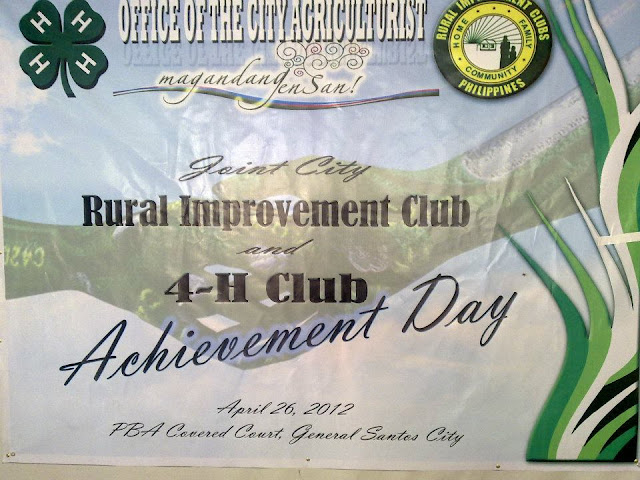 H H H H
OFFICE OF THE CITY AGRICULTURIST
magandang GenSan!
RURAL IMPROVEMENT CLUBS
HOME
FAMILY
COMMUNITY
PHILIPPINES
Joint City
Rural Improvement Club
and
4-H Club
Achievement Day
April 26, 2012
PBA Covered Court, General Santos City